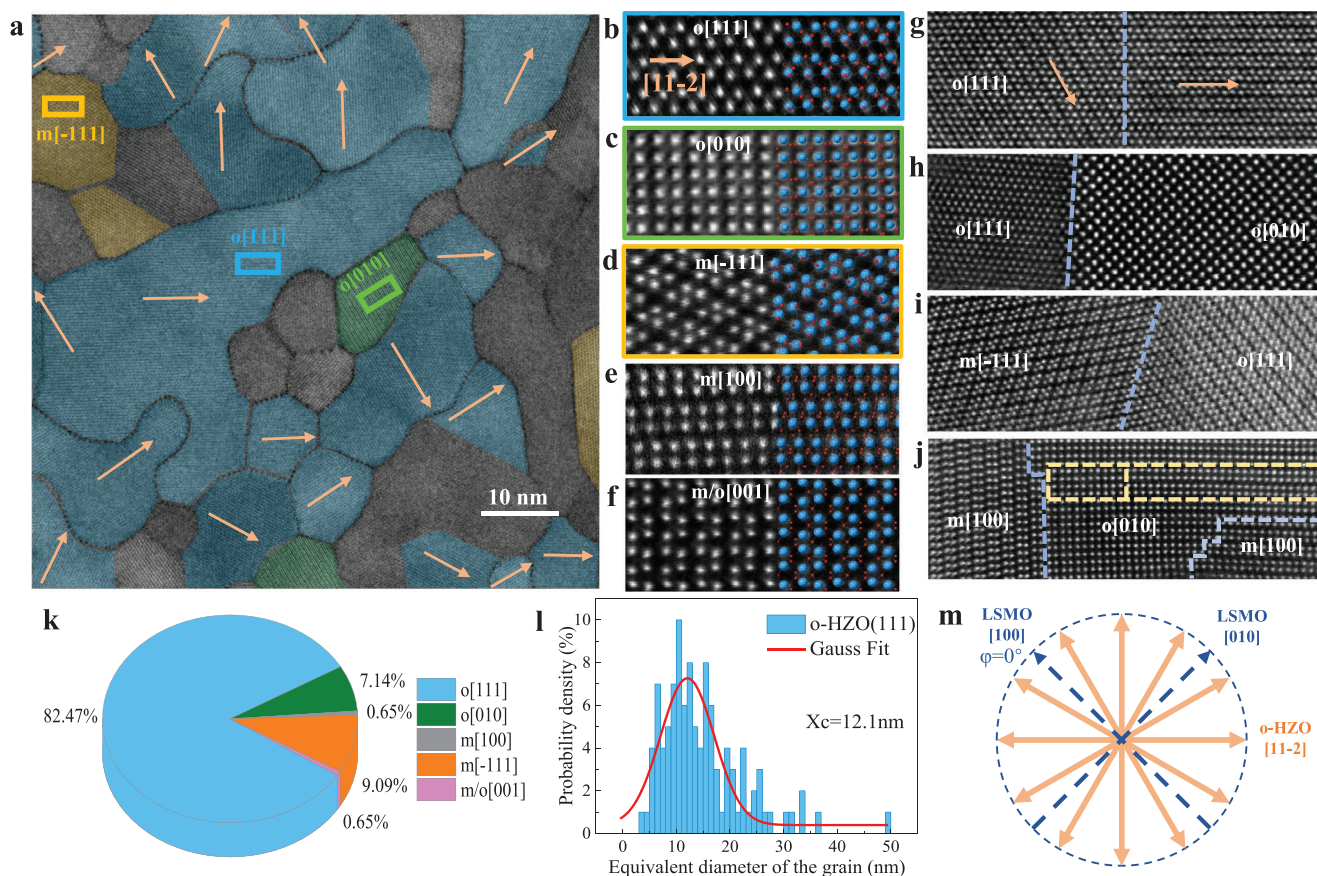 a
m[-111]
o[111]
o[010]
10 nm
b
o[111]
[11-2]
c
o[010]
d
m[-111]
e
m[100]
f
m/o[001]
g
o[111]
h
o[111]
o[010]
i
m[-111]
o[111]
j
m[100]
o[010]
m[100]
k
82.47%
7.14%
0.65%
9.09%
0.65%
o[111]
o[010]
m[100]
m[-111]
m/o[001]
l
Probability density (%)
10
8
6
4
2
0
o-HZO(111)
Gauss Fit
Xc=12.1nm
0 10 20 30 40 50
Equivalent diameter of the grain (nm)
m
LSMO
[100]
φ=0°
LSMO
[010]
o-HZO
[11-2]